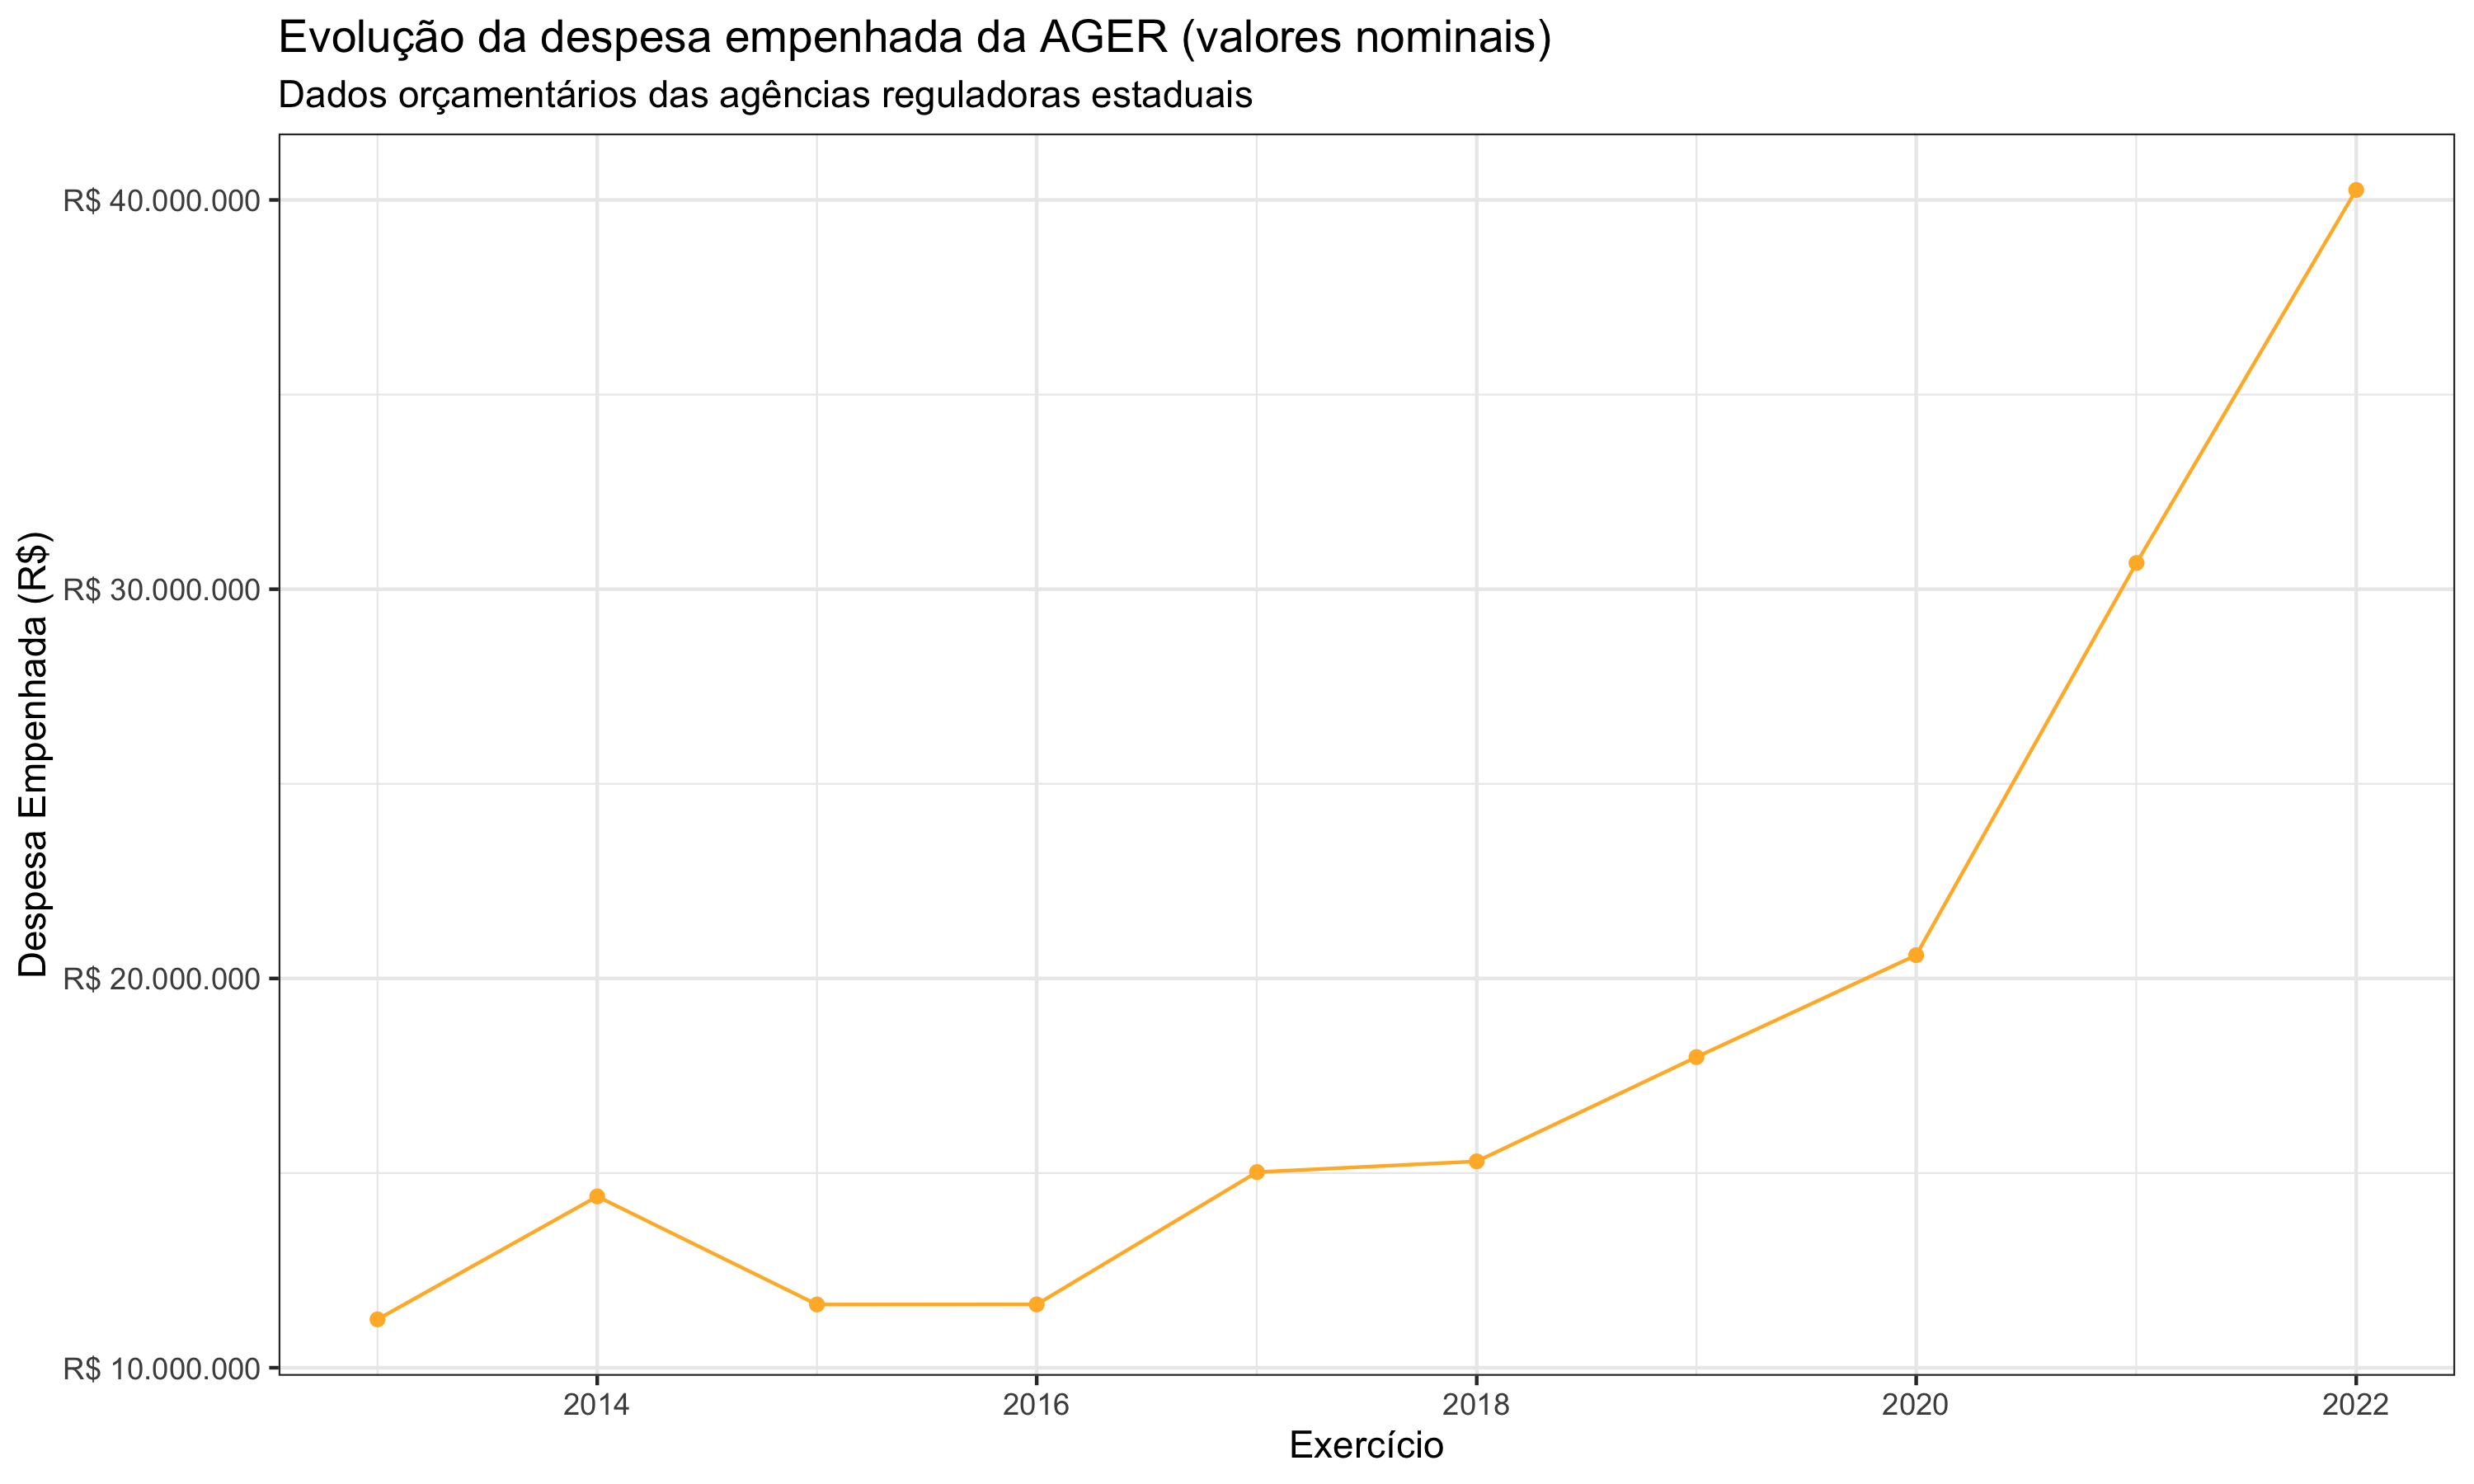 Evolução da despesa empenhada da AGER (valores nominais)
Dados orçamentários das agências reguladoras estaduais
Despesa Empenhada (R$)
R$ 40.000.000
R$ 30.000.000
R$ 20.000.000
R$ 10.000.000
2014
2016
2018
2020
2022
Exercício